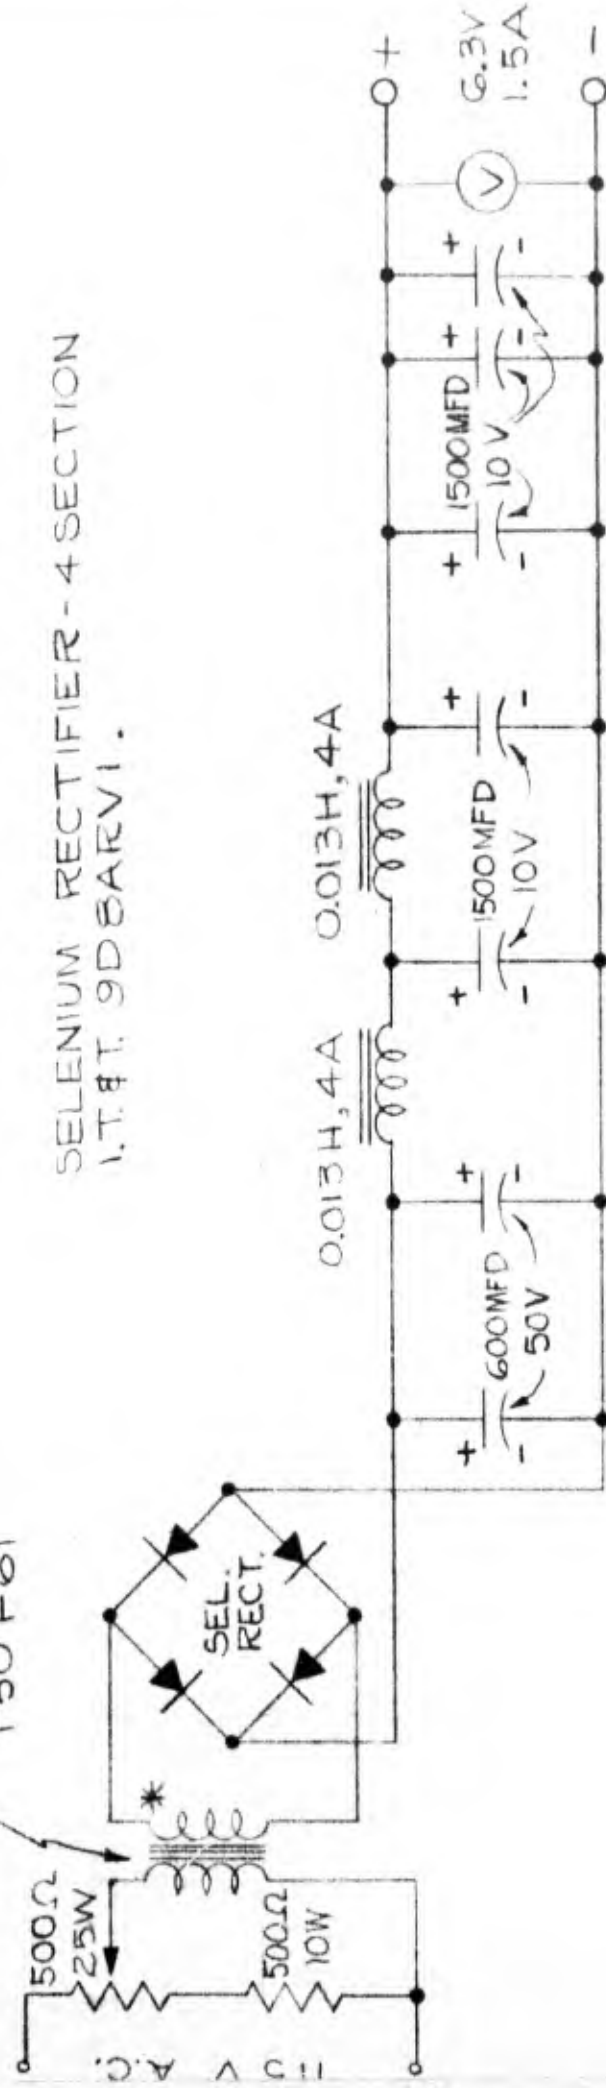 SELENIUM RECTIFIER - 4 SECTION
I.T.&T. 9D8ARV1.
500Ω
25W
500Ω
10W
A.C.
*
SEL.
RECT.
600MFD
50V
+
-
+
-
0.013H, 4A
0.013H, 4A
1500MFD
10V
+
-
+
-
1500MFD
10V
+
-
+
-
+
-
V
+
6.3V
1.5A
-